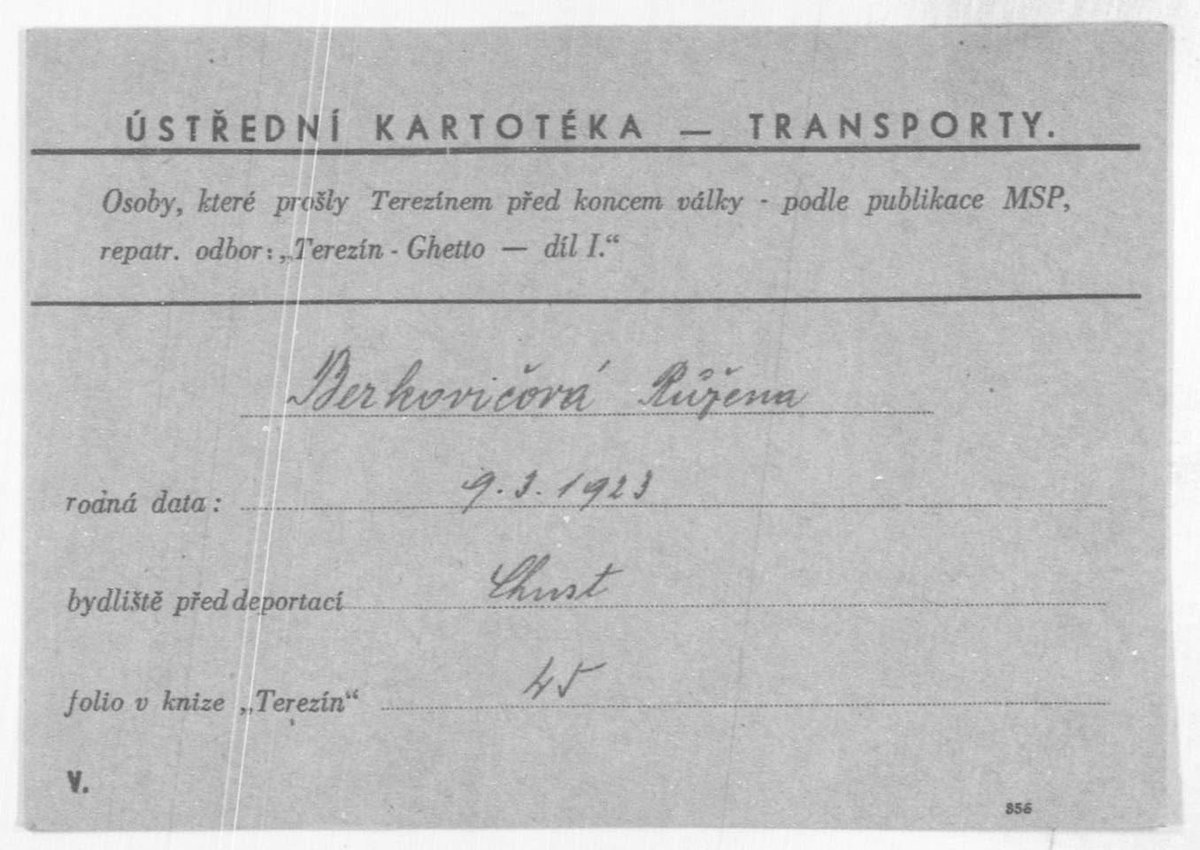 ÚSTŘEDNÍ KARTOTÉKA — TRANSPORTY.
Osoby, které prošly Terezínem před koncem války - podle publikace MSP,
repatr. odbor: „Terezín - Ghetto — díl I.“
Berkovičová Růžena
rodná data: 9.3.1923
bydliště před deportací Chust
folio v knize „Terezín“ 45
V.
856